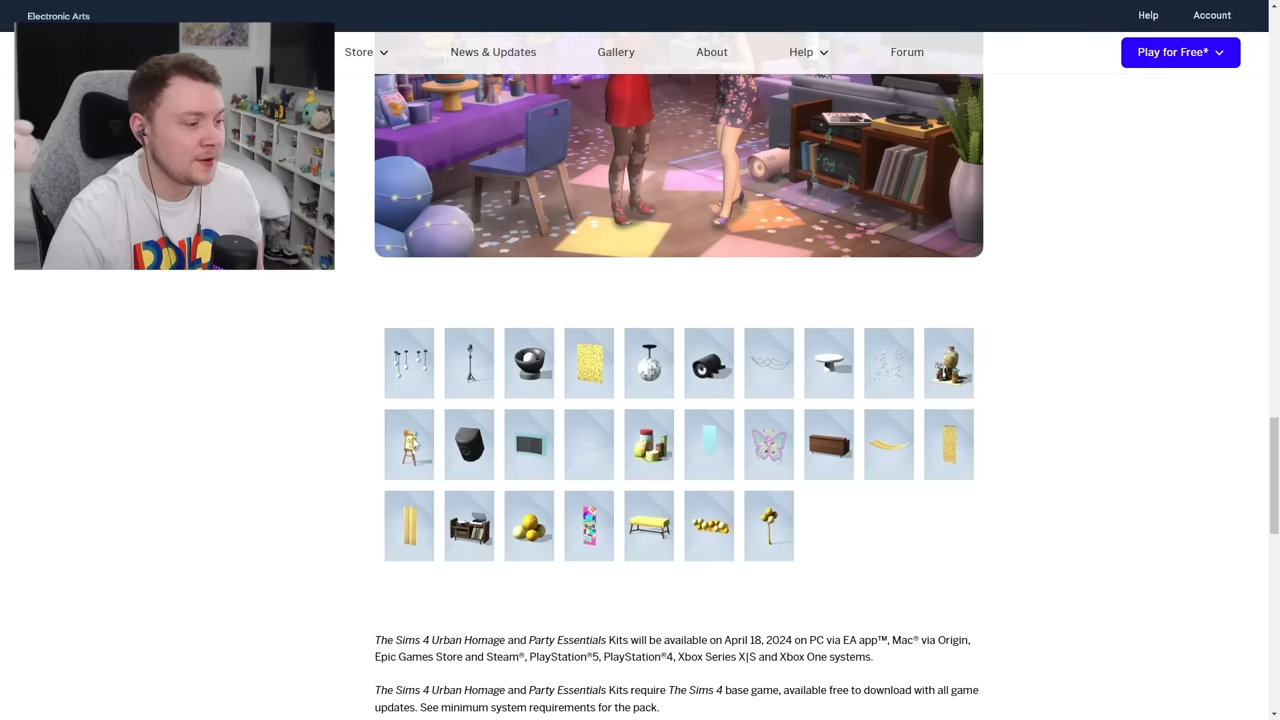 Electronic Arts
Help
Account
Store
News & Updates
Gallery
About
Help
Forum
Play for Free*
The Sims 4 Urban Homage and Party Essentials Kits will be available on April 18, 2024 on PC via EA app™, Mac® via Origin,
Epic Games Store and Steam®, PlayStation®5, PlayStation®4, Xbox Series X|S and Xbox One systems.
The Sims 4 Urban Homage and Party Essentials Kits require The Sims 4 base game, available free to download with all game
updates. See minimum system requirements for the pack.